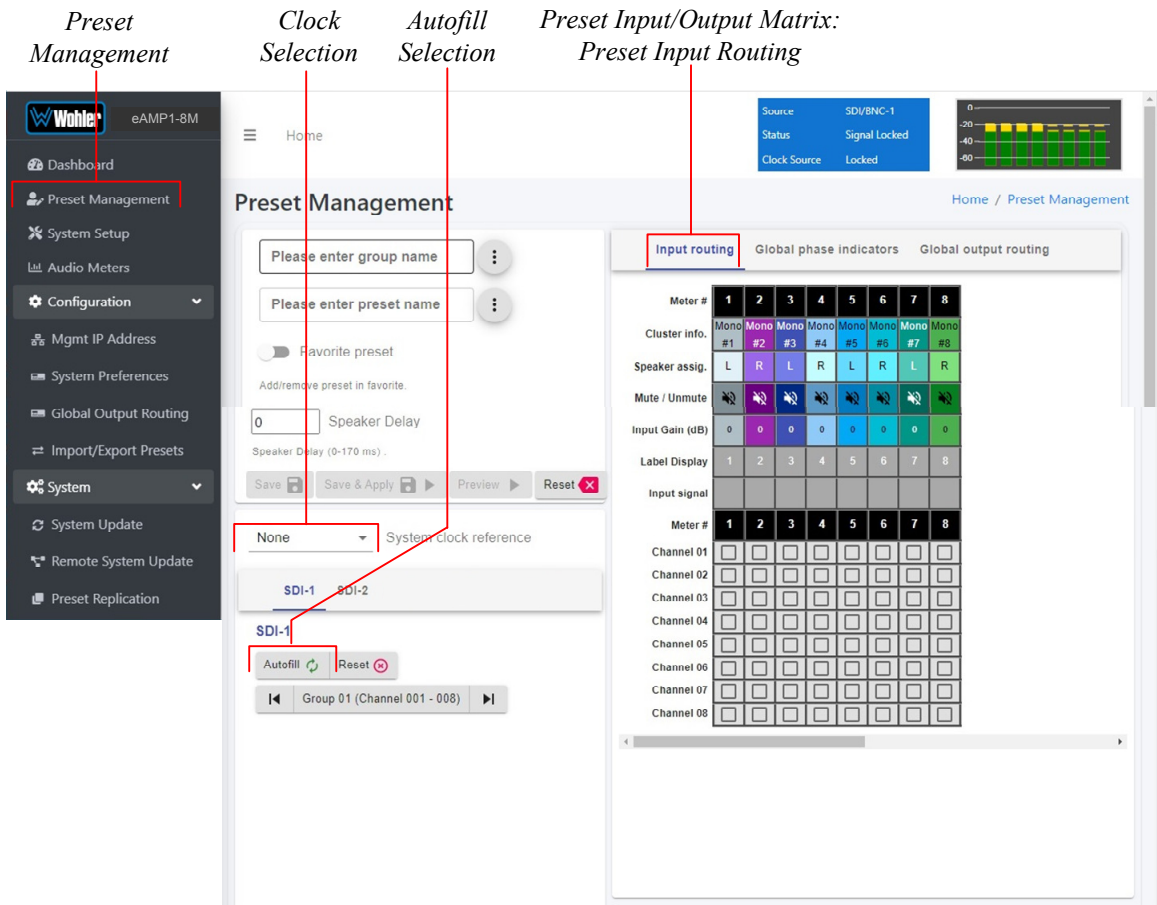 Preset Management
Clock Selection
Autofill Selection
Preset Input/Output Matrix:
Preset Input Routing
Wohler
eAMP1-8M
Dashboard
Preset Management
System Setup
Audio Meters
Configuration
Mgmt IP Address
System Preferences
Global Output Routing
Import/Export Presets
System
System Update
Remote System Update
Preset Replication
Home
Source SDI/BNC-1
Status Signal Locked
Clock Source Locked
0
-20
-40
-60
Preset Management
Home / Preset Management
Please enter group name
Please enter preset name
Favorite preset
Add/remove preset in favorite.
0 Speaker Delay
Speaker Delay (0-170 ms) .
Save Save & Apply Preview Reset
None System clock reference
SDI-1 SDI-2
SDI-1
Autofill Reset
Group 01 (Channel 001 - 008)
Input routing Global phase indicators Global output routing
Meter # 1 2 3 4 5 6 7 8
Cluster info. Mono #1 Mono #2 Mono #3 Mono #4 Mono #5 Mono #6 Mono #7 Mono #8
Speaker assig. L R L R L R L R
Mute / Unmute
Input Gain (dB) 0 0 0 0 0 0 0 0
Label Display 1 2 3 4 5 6 7 8
Input signal
Meter # 1 2 3 4 5 6 7 8
Channel 01
Channel 02
Channel 03
Channel 04
Channel 05
Channel 06
Channel 07
Channel 08